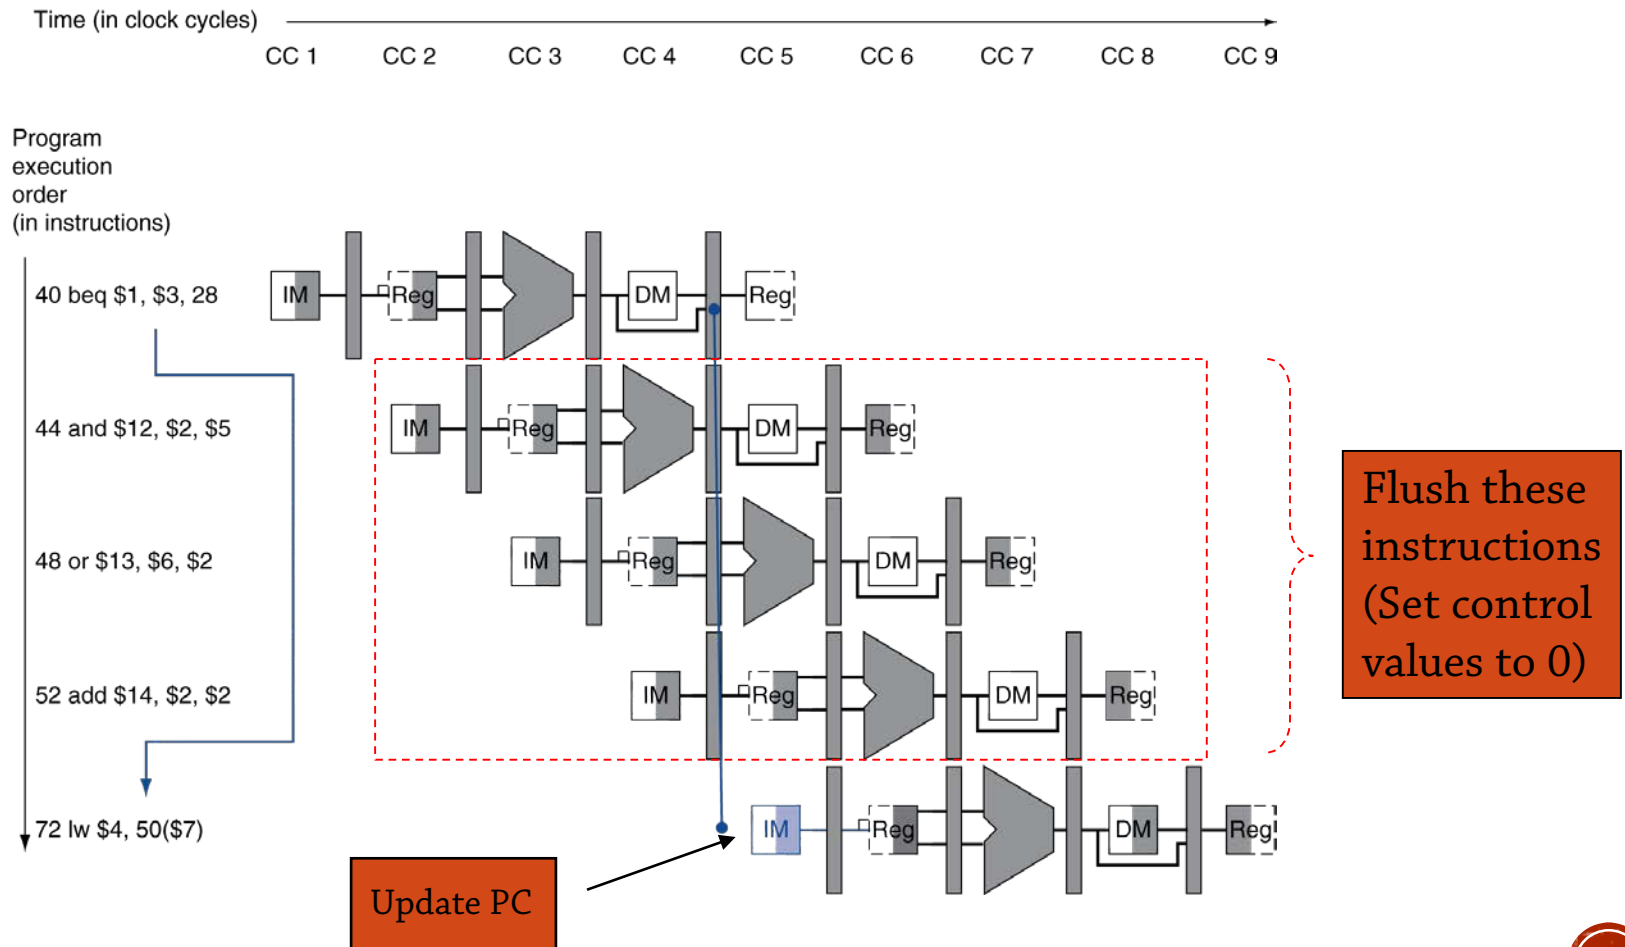 Time (in clock cycles)
CC 1 CC 2 CC 3 CC 4 CC 5 CC 6 CC 7 CC 8 CC 9
Program
execution
order
(in instructions)
40 beq $1, $3, 28
IM Reg DM Reg
44 and $12, $2, $5
IM Reg DM Reg
48 or $13, $6, $2
IM Reg DM Reg
52 add $14, $2, $2
IM Reg DM Reg
72 lw $4, 50($7)
IM Reg DM Reg
Flush these
instructions
(Set control
values to 0)
Update PC